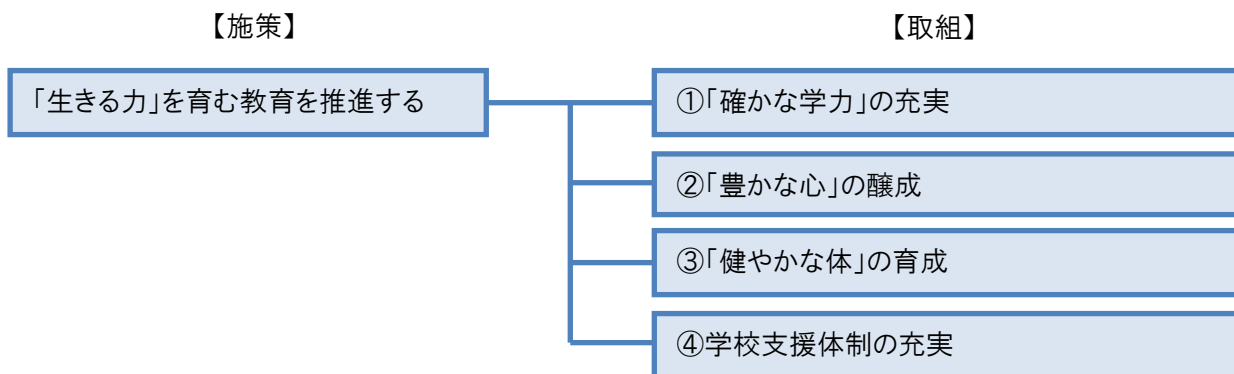 【施策】
【取組】
「生きる力」を育む教育を推進する
①「確かな学力」の充実
②「豊かな心」の醸成
③「健やかな体」の育成
④学校支援体制の充実